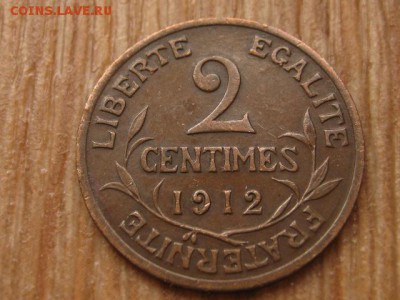 COINS.LAVE.RU
LIBERTE EGALITE
2
CENTIMES
1912
FRATERNITE